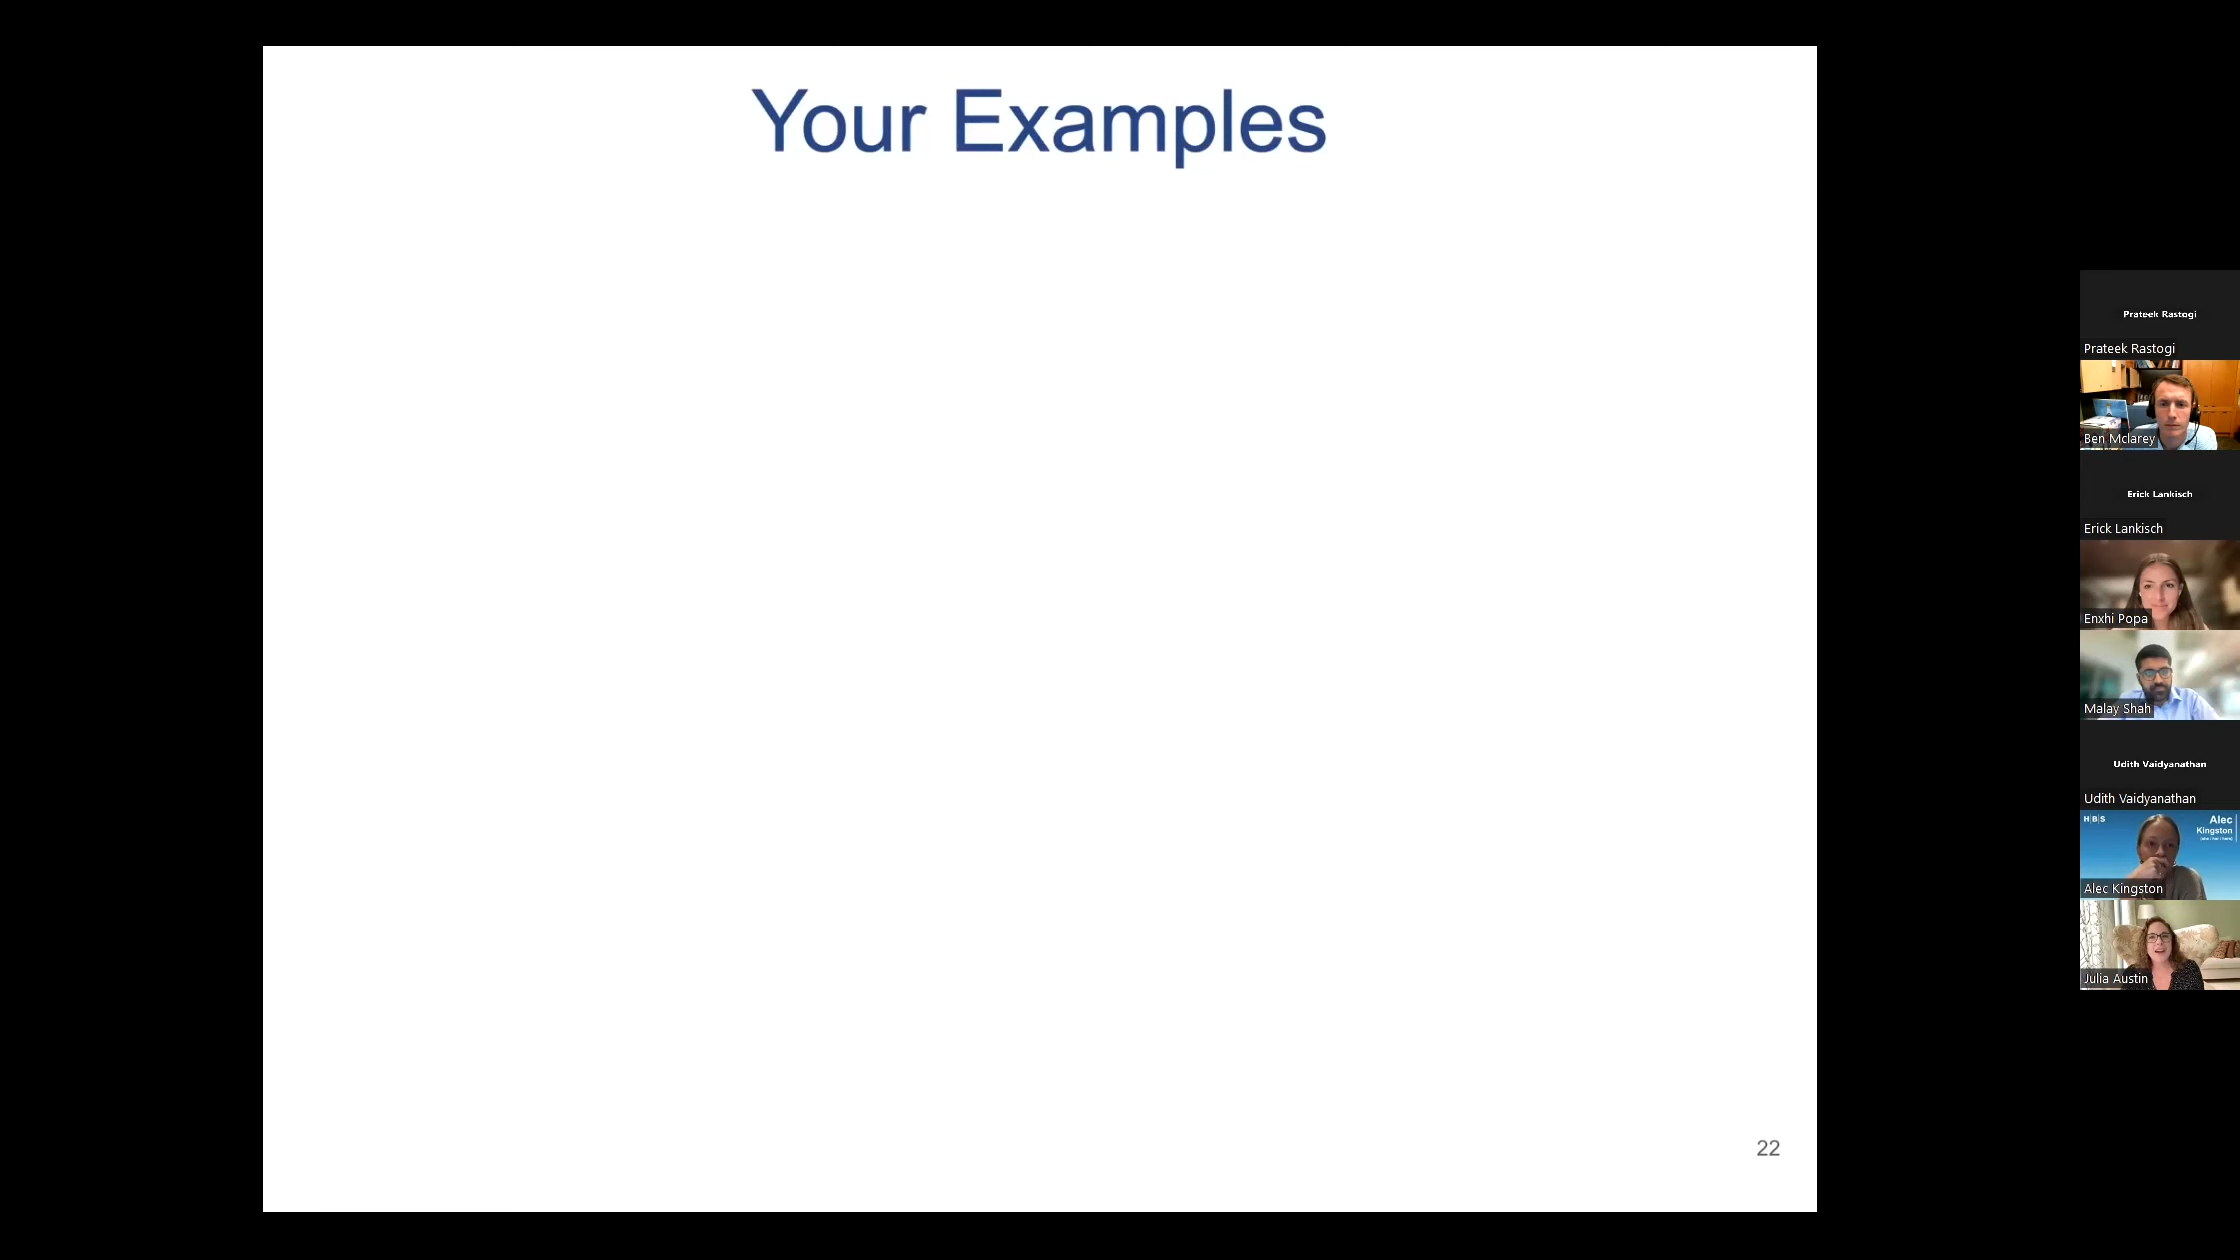 Your Examples
22
Prateek Rastogi
Prateek Rastogi
Ben Mclarey
Erick Lankisch
Erick Lankisch
Enxhi Popa
Malay Shah
Udith Vaidyanathan
Udith Vaidyanathan
H|B|S
Alec
Kingston
Alec Kingston
Julia Austin